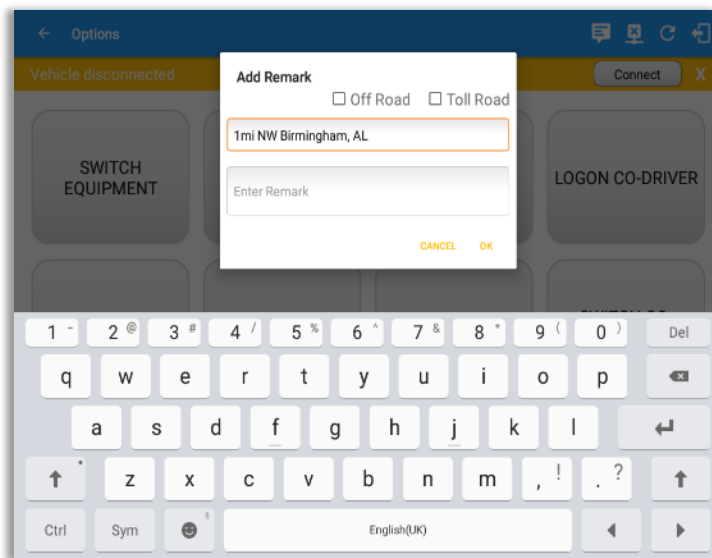 Options
Vehicle disconnected
Connect X
Add Remark
Off Road Toll Road
1mi NW Birmingham, AL
Enter Remark
CANCEL OK
SWITCH
EQUIPMENT
LOGON CO-DRIVER
1 - 2 @ 3 # 4 / 5 % 6 ^ 7 & 8 * 9 ( 0 ) Del
q w e r t y u i o p
a s d f g h j k l
z x c v b n m , ! . ?
Ctrl Sym English(UK)